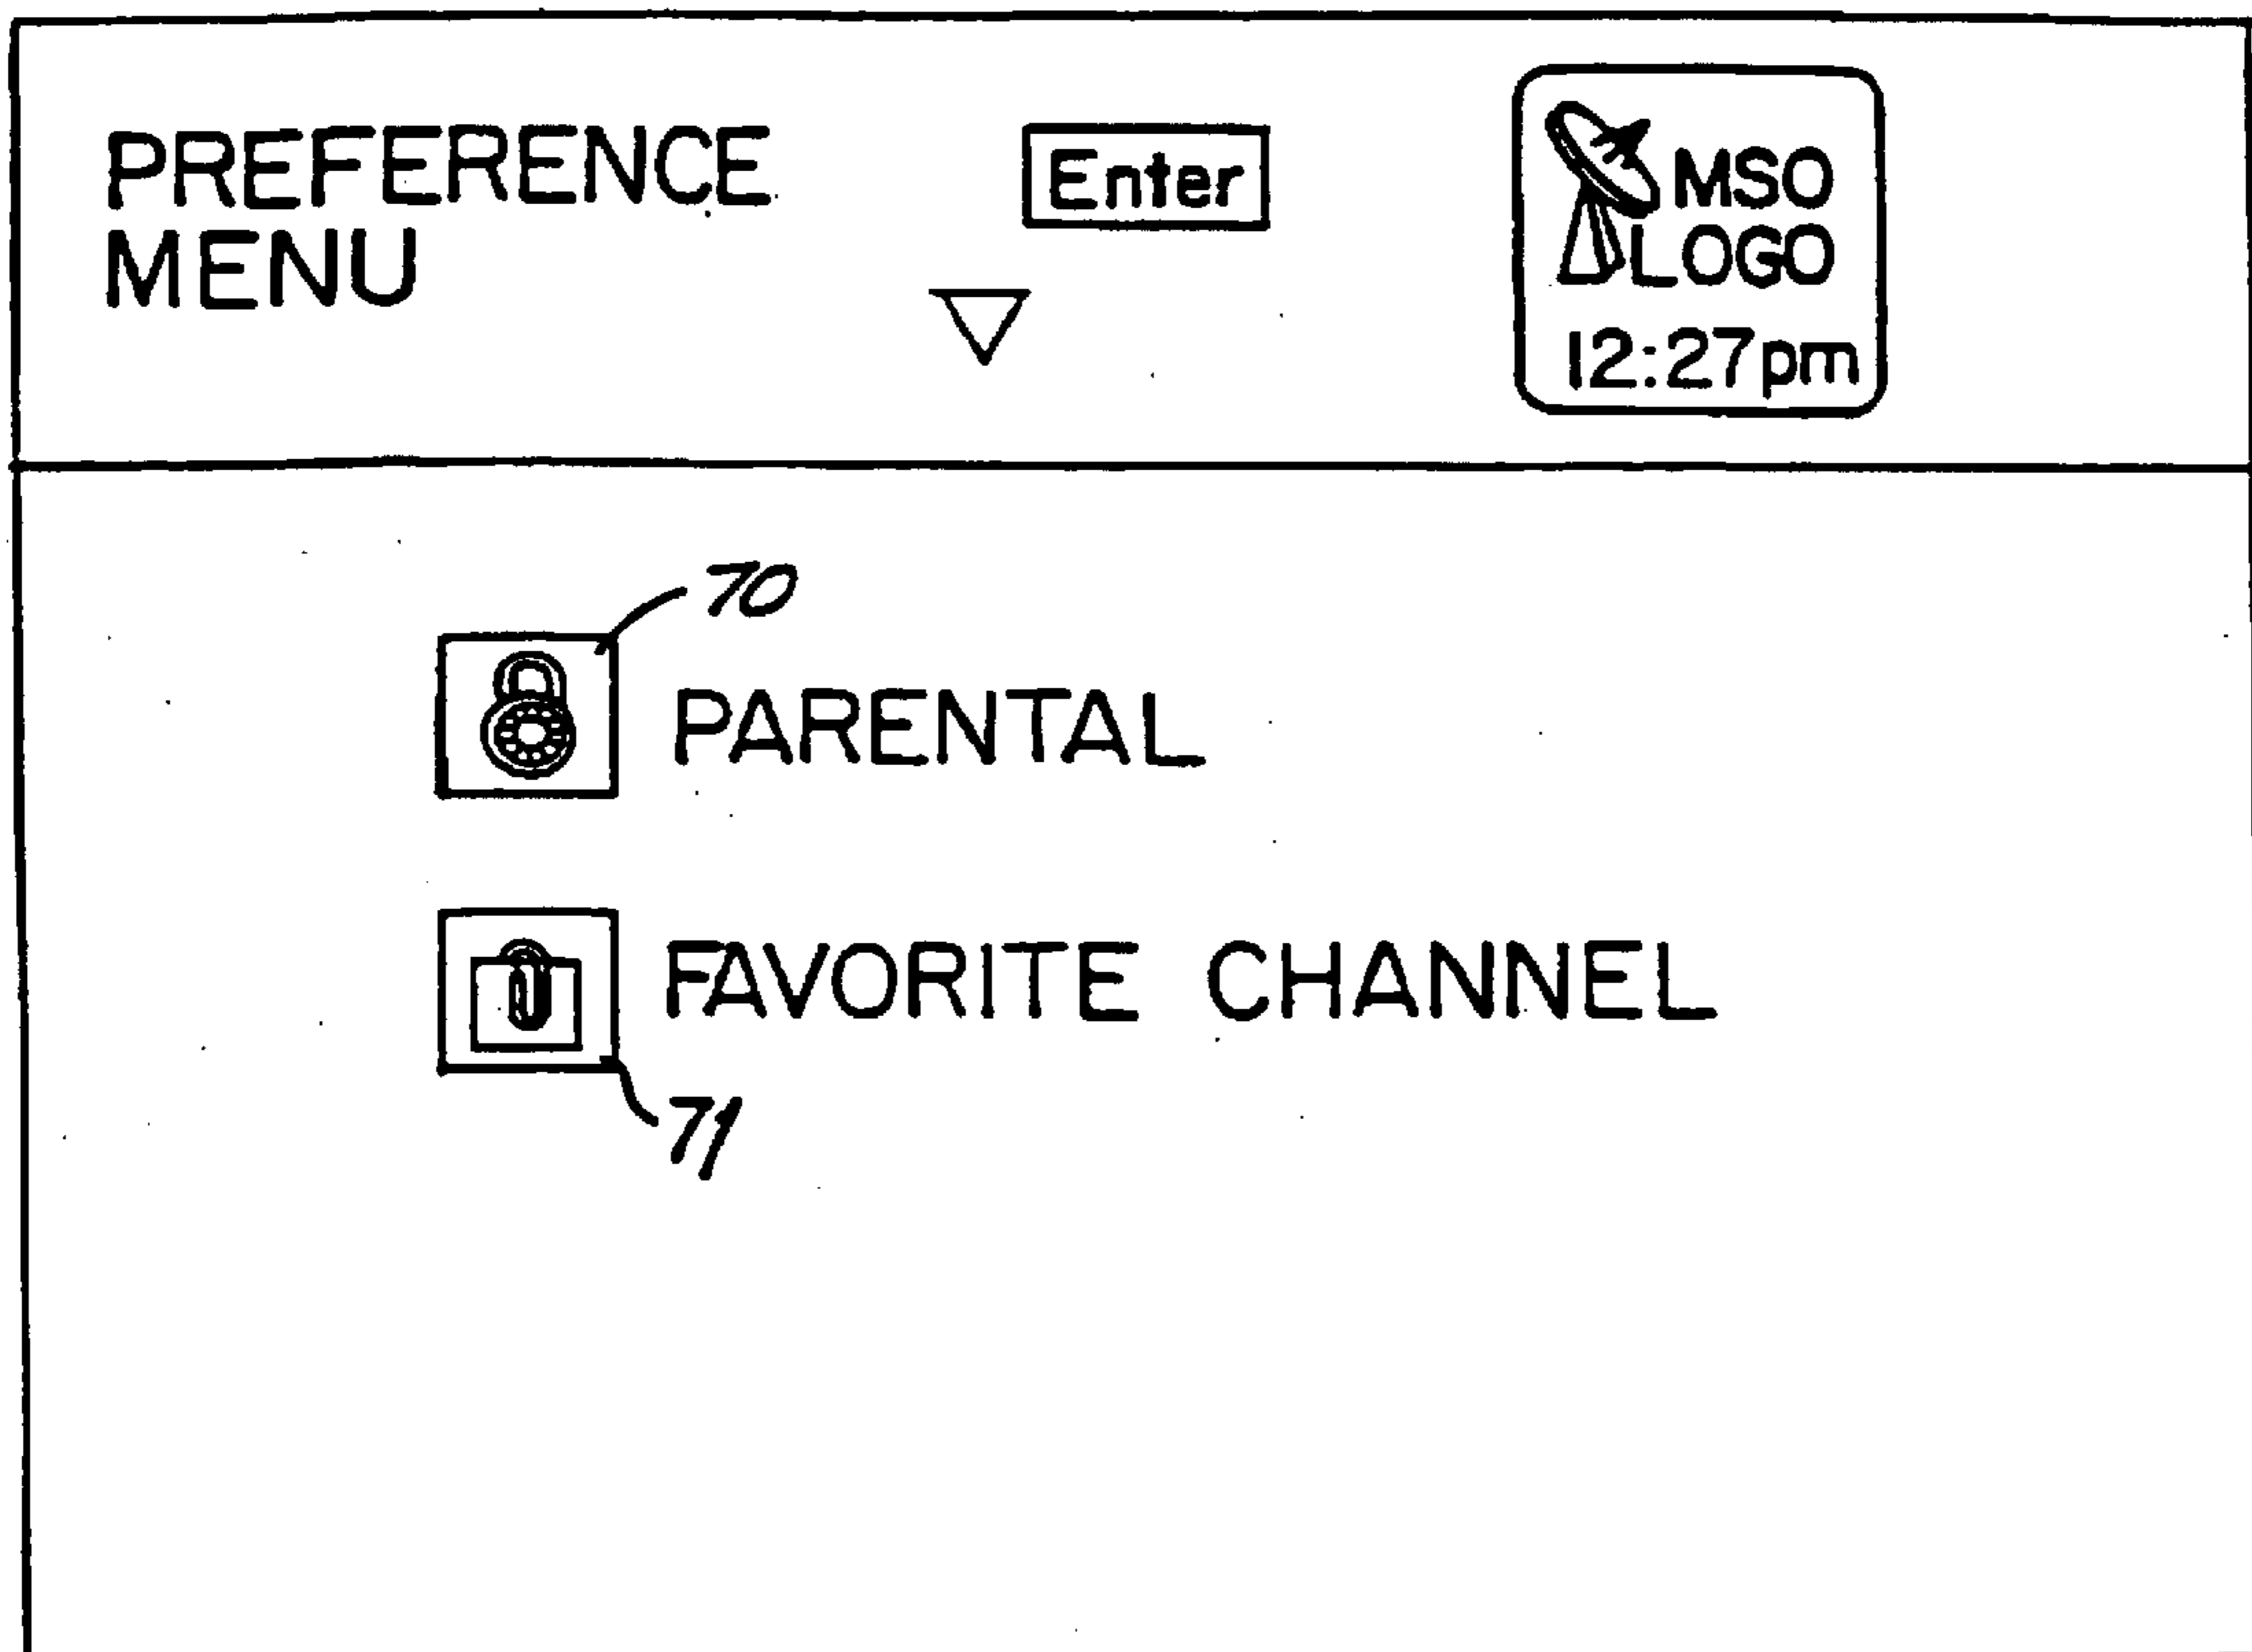 PREFERENCE
MENU
Enter
MSO
LOGO
12:27pm
70
PARENTAL
FAVORITE CHANNEL
71